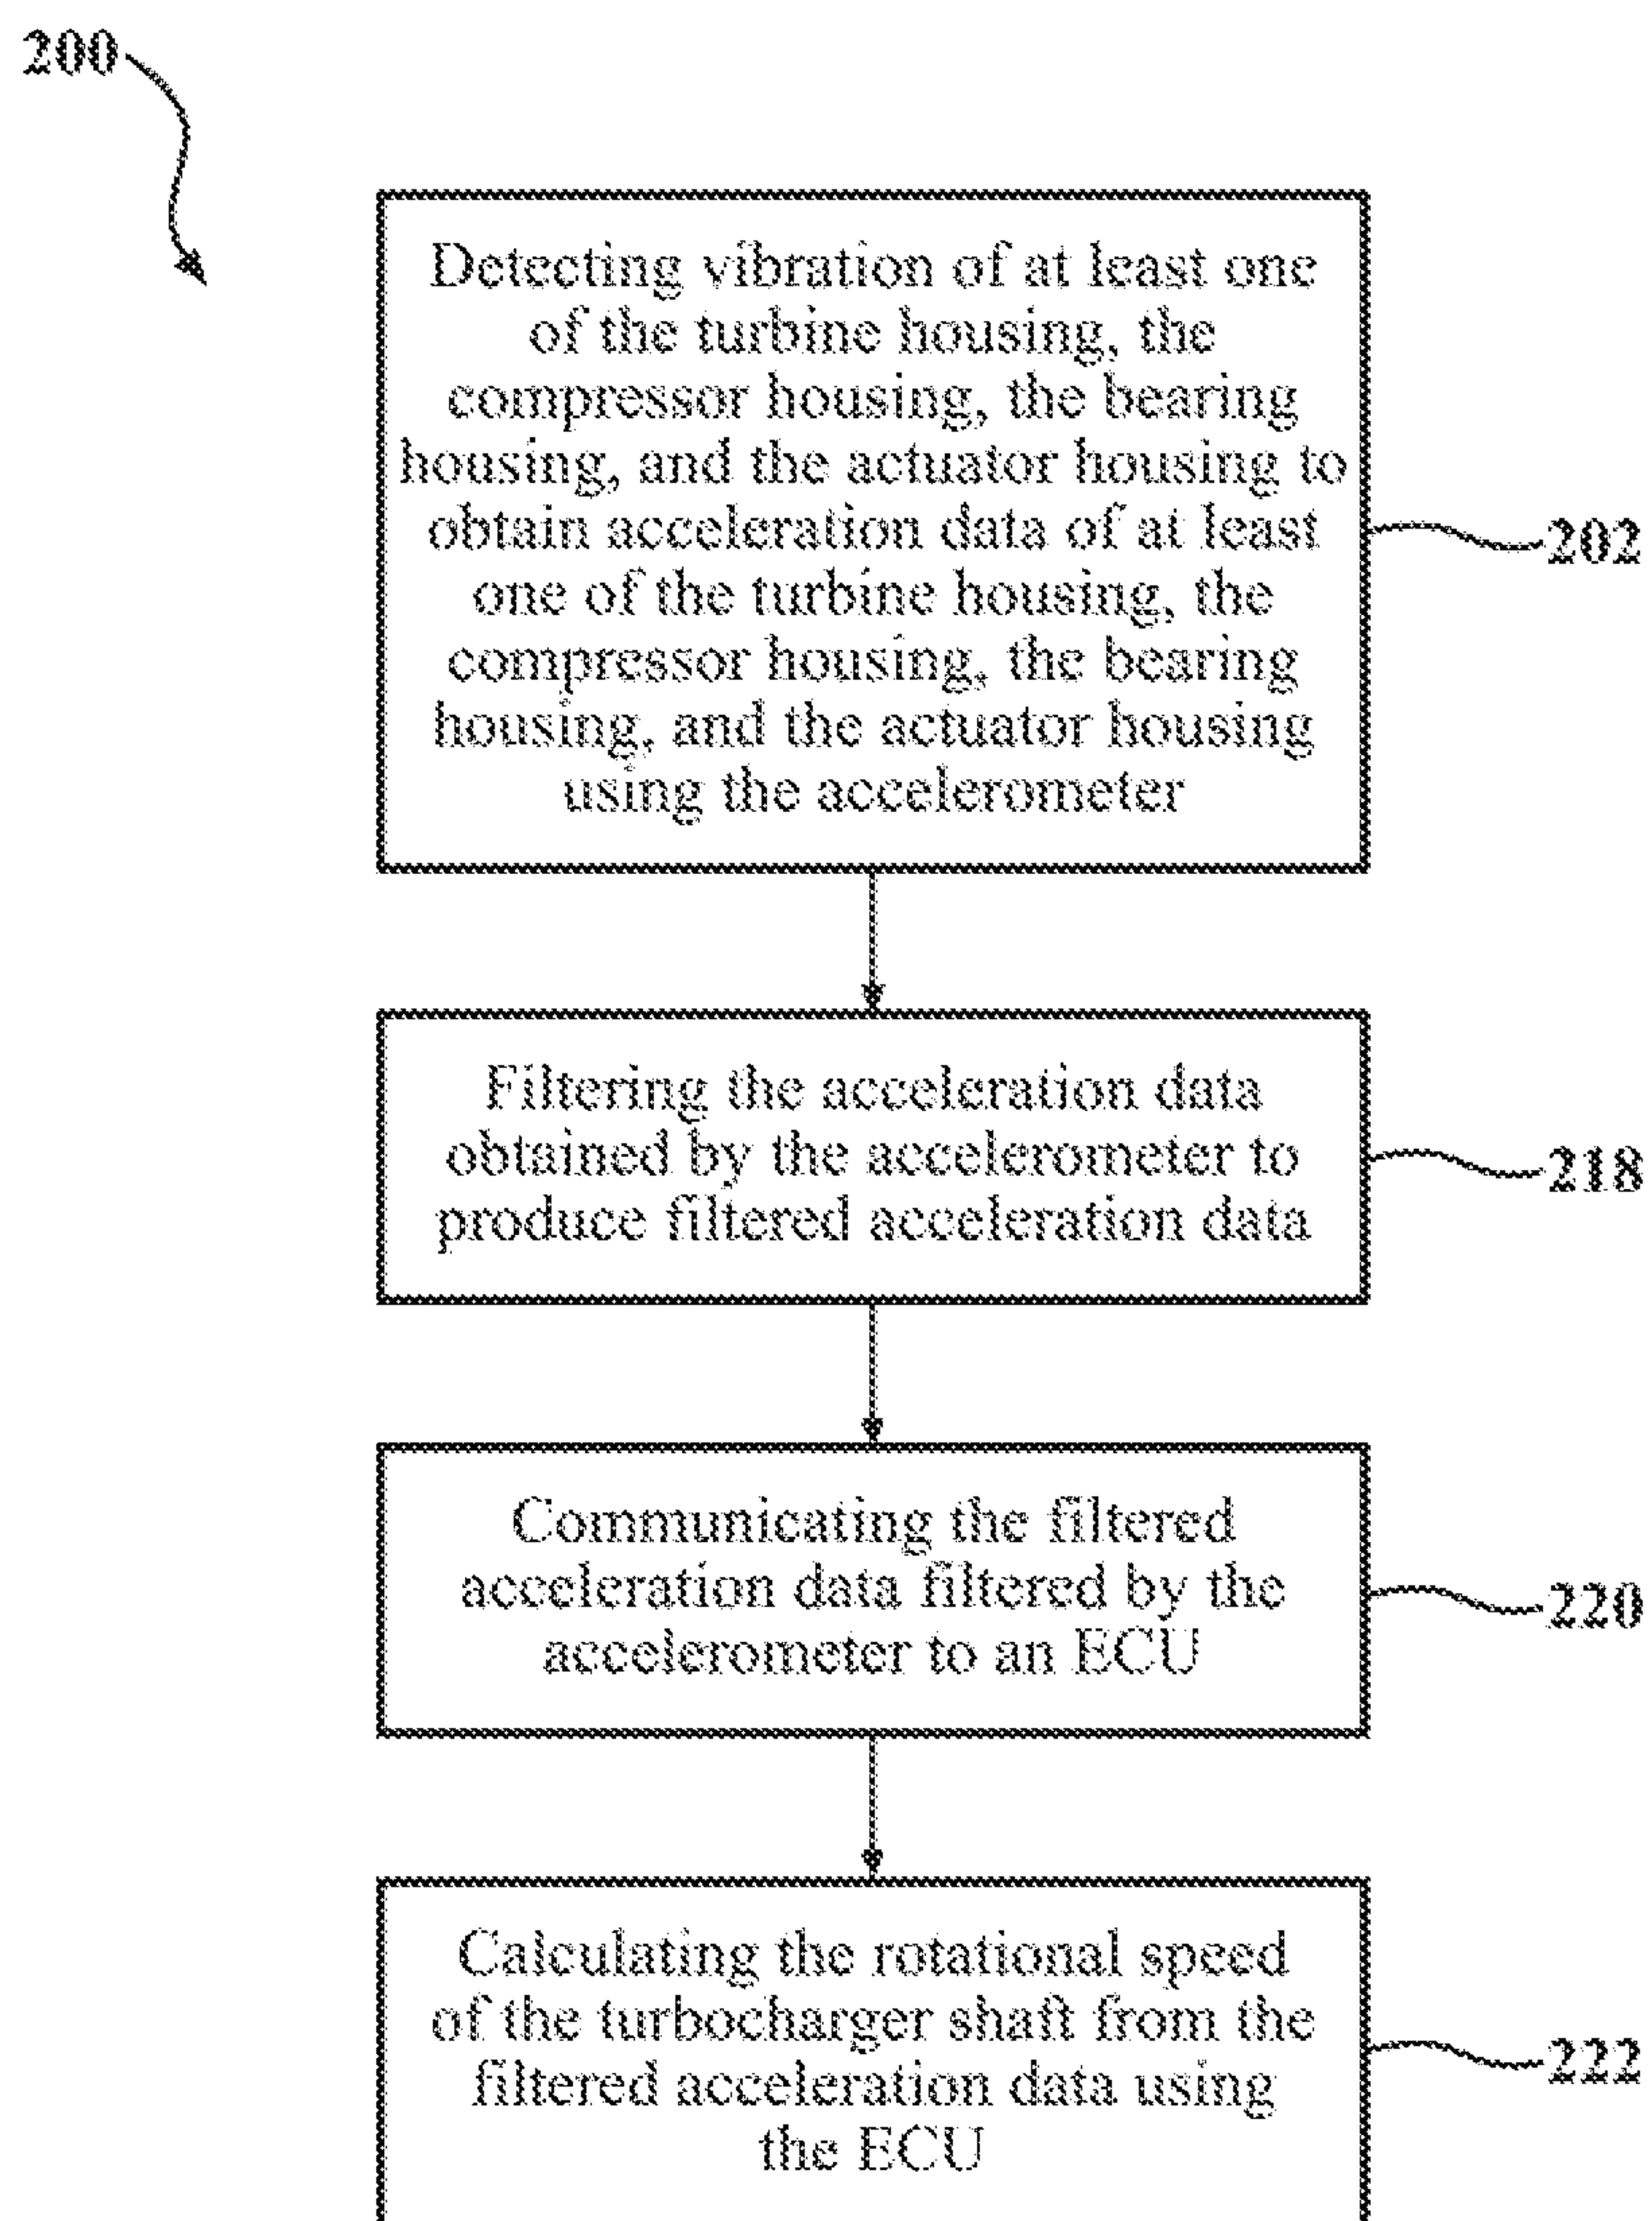 200
Detecting vibration of at least one
of the turbine housing, the
compressor housing, the bearing
housing, and the actuator housing to
obtain acceleration data of at least
one of the turbine housing, the
compressor housing, the bearing
housing, and the actuator housing
using the accelerometer
202
Filtering the acceleration data
obtained by the accelerometer to
produce filtered acceleration data
218
Communicating the filtered
acceleration data filtered by the
accelerometer to an ECU
220
Calculating the rotational speed
of the turbocharger shaft from the
filtered acceleration data using
the ECU
222